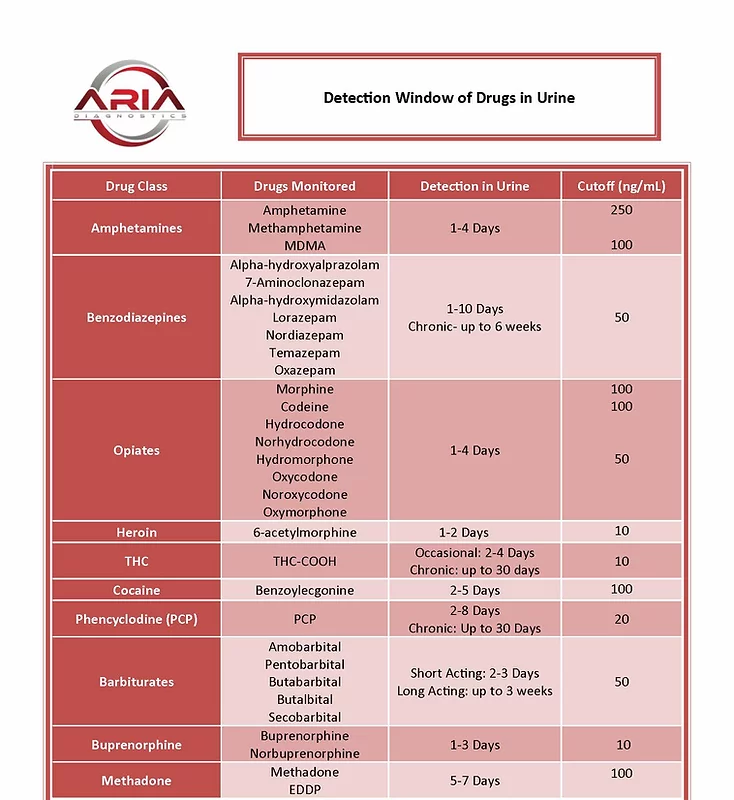 ARIA
DIAGNOSTICS
Detection Window of Drugs in Urine
Drug Class Drugs Monitored Detection in Urine Cutoff (ng/mL)
Amphetamines
Amphetamine
Methamphetamine
MDMA
1-4 Days
250
100
Benzodiazepines
Alpha-hydroxyalprazolam
7-Aminoclonazepam
Alpha-hydroxymidazolam
Lorazepam
Nordiazepam
Temazepam
Oxazepam
1-10 Days
Chronic- up to 6 weeks
50
Opiates
Morphine
Codeine
Hydrocodone
Norhydrocodone
Hydromorphone
Oxycodone
Noroxycodone
Oxymorphone
1-4 Days
100
100
50
Heroin
6-acetylmorphine
1-2 Days
10
THC
THC-COOH
Occasional: 2-4 Days
Chronic: up to 30 days
10
Cocaine
Benzoylecgonine
2-5 Days
100
Phencyclodine (PCP)
PCP
2-8 Days
Chronic: Up to 30 Days
20
Barbiturates
Amobarbital
Pentobarbital
Butabarbital
Butalbital
Secobarbital
Short Acting: 2-3 Days
Long Acting: up to 3 weeks
50
Buprenorphine
Buprenorphine
Norbuprenorphine
1-3 Days
10
Methadone
Methadone
EDDP
5-7 Days
100